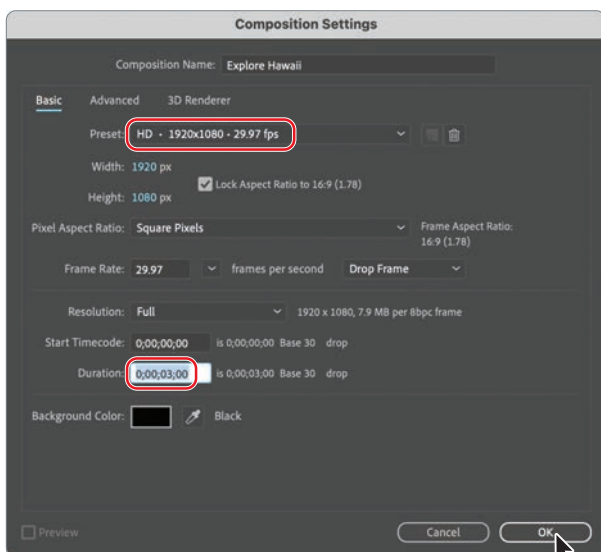 Composition Settings
Composition Name: Explore Hawaii
Basic Advanced 3D Renderer
Preset: HD • 1920x1080 • 29.97 fps
Width: 1920 px
Lock Aspect Ratio to 16:9 (1.78)
Height: 1080 px
Pixel Aspect Ratio: Square Pixels Frame Aspect Ratio:
16:9 (1.78)
Frame Rate: 29.97 frames per second Drop Frame
Resolution: Full 1920 x 1080, 7.9 MB per 8bpc frame
Start Timecode: 0;00;00;00 is 0;00;00;00 Base 30 drop
Duration: 0;00;03;00 is 0;00;03;00 Base 30 drop
Background Color: Black
Preview Cancel OK